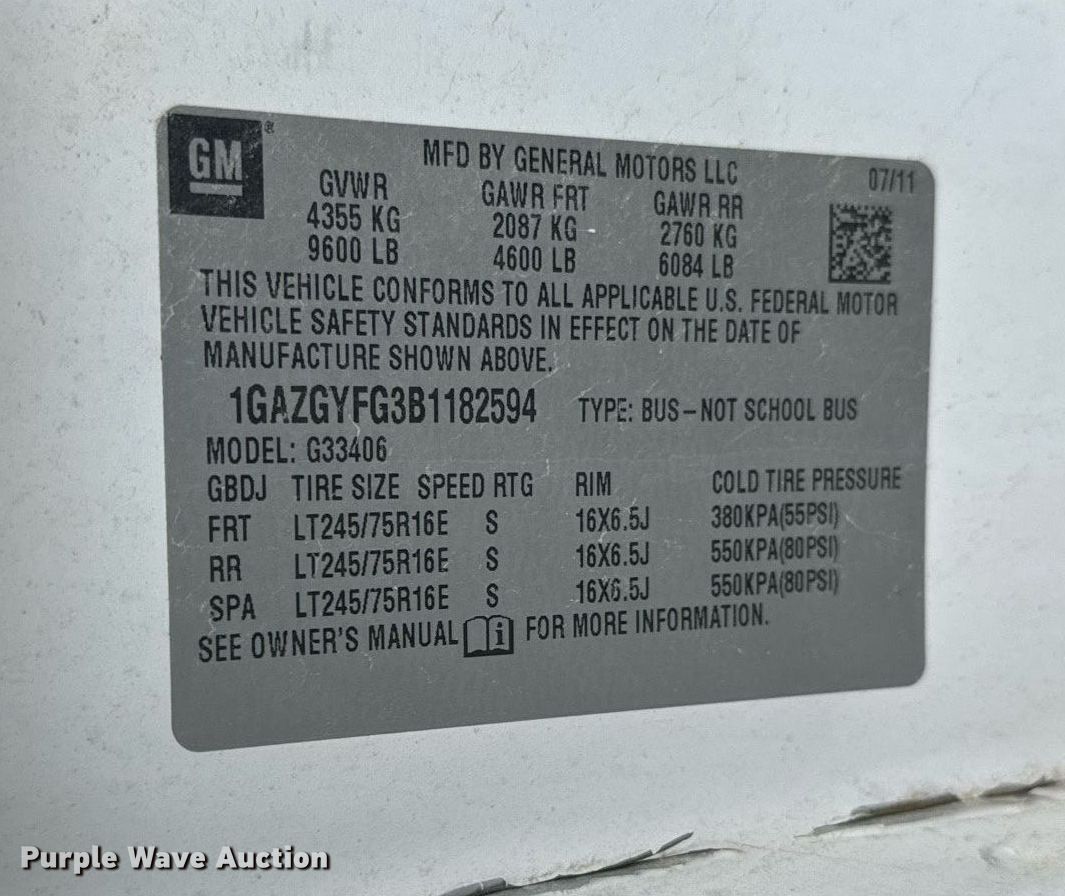 GM®
MFD BY GENERAL MOTORS LLC 07/11
GVWR GAWR FRT GAWR RR
4355 KG 2087 KG 2760 KG
9600 LB 4600 LB 6084 LB
THIS VEHICLE CONFORMS TO ALL APPLICABLE U.S. FEDERAL MOTOR
VEHICLE SAFETY STANDARDS IN EFFECT ON THE DATE OF
MANUFACTURE SHOWN ABOVE.
1GAZGYFG3B1182594 TYPE: BUS–NOT SCHOOL BUS
MODEL: G33406
GBDJ TIRE SIZE SPEED RTG RIM COLD TIRE PRESSURE
FRT LT245/75R16E S 16X6.5J 380KPA(55PSI)
RR LT245/75R16E S 16X6.5J 550KPA(80PSI)
SPA LT245/75R16E S 16X6.5J 550KPA(80PSI)
SEE OWNER'S MANUAL i FOR MORE INFORMATION.
Purple Wave Auction